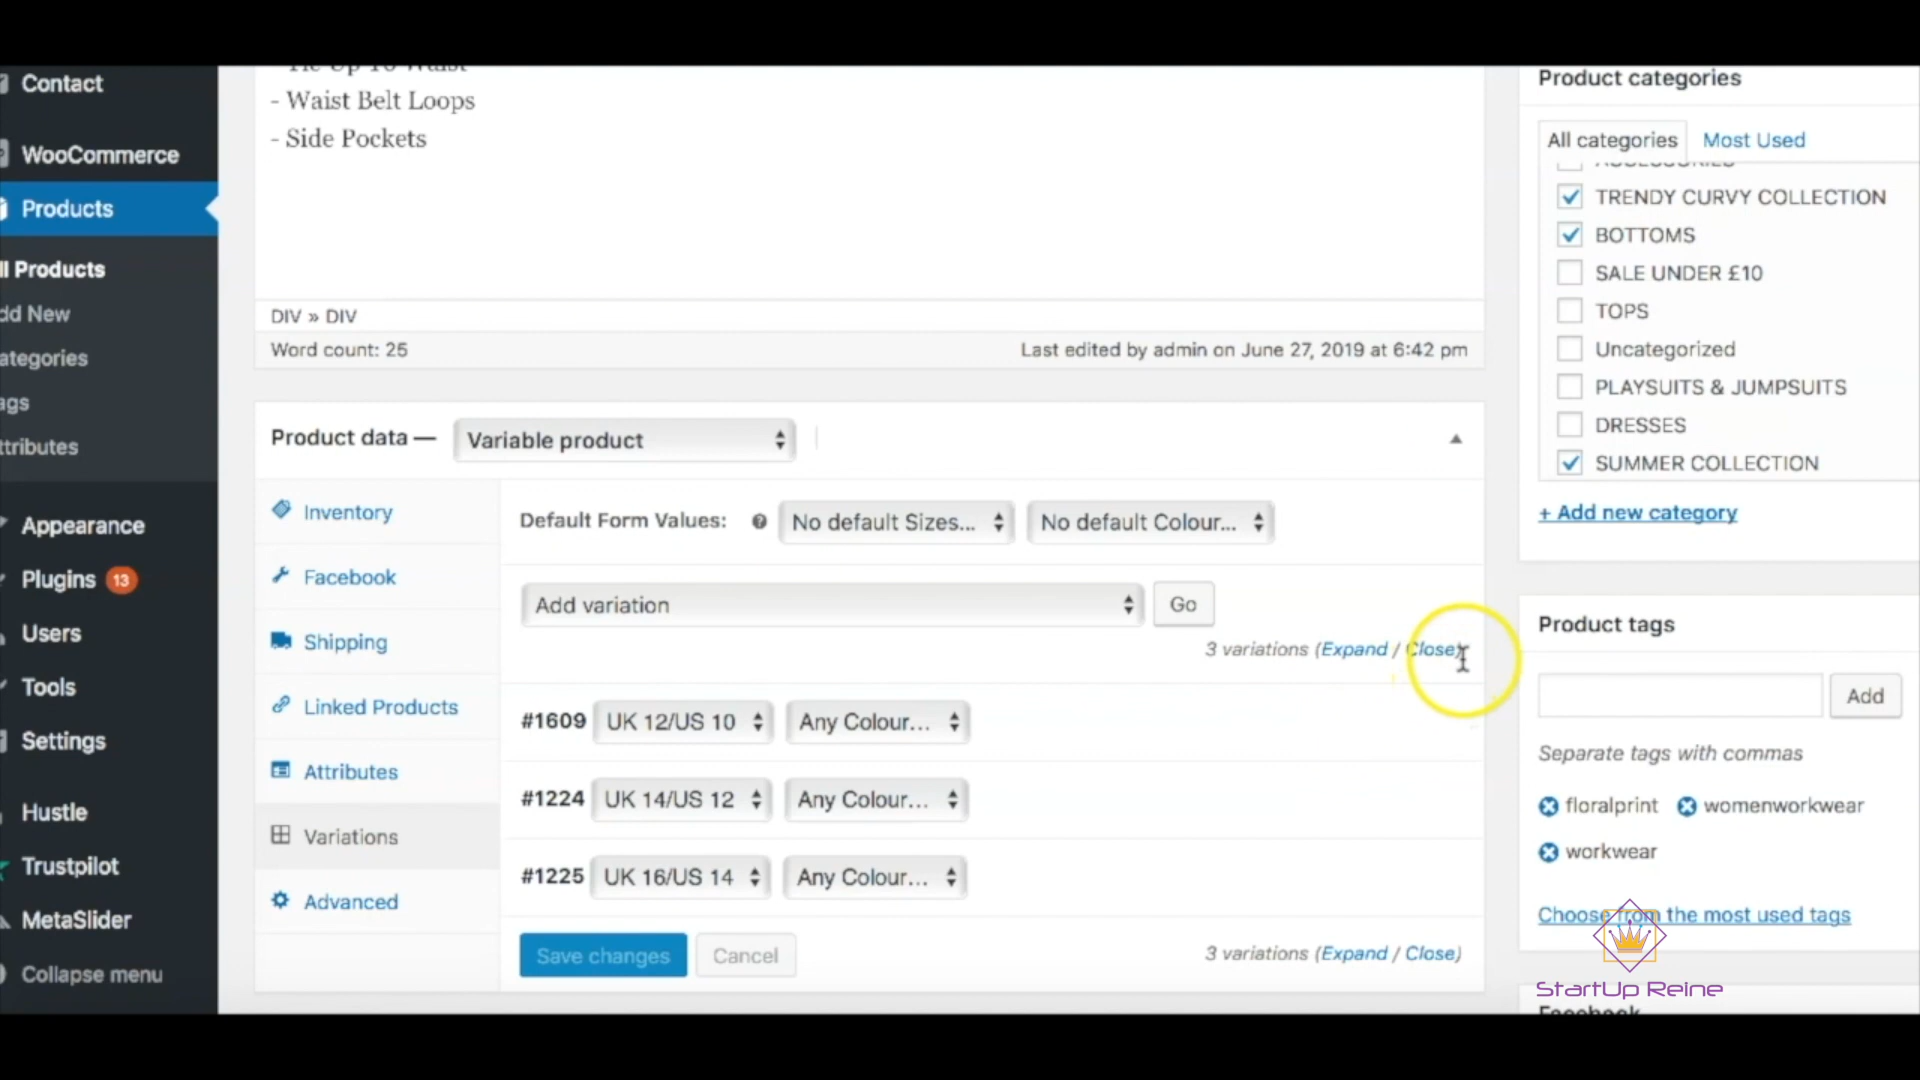 Contact
WooCommerce
Products
ll Products
dd New
ategories
ags
ttributes
Appearance
Plugins 13
Users
Tools
Settings
Hustle
Trustpilot
MetaSlider
Collapse menu
- Tie Up To Waist
- Waist Belt Loops
- Side Pockets
DIV » DIV
Word count: 25
Last edited by admin on June 27, 2019 at 6:42 pm
Product data — Variable product
Inventory
Facebook
Shipping
Linked Products
Attributes
Variations
Advanced
Default Form Values: No default Sizes... No default Colour...
Add variation Go
3 variations (Expand / Close)
#1609 UK 12/US 10 Any Colour...
#1224 UK 14/US 12 Any Colour...
#1225 UK 16/US 14 Any Colour...
Save changes Cancel 3 variations (Expand / Close)
Product categories
All categories Most Used
ACCESSORIES
TRENDY CURVY COLLECTION
BOTTOMS
SALE UNDER £10
TOPS
Uncategorized
PLAYSUITS & JUMPSUITS
DRESSES
SUMMER COLLECTION
+ Add new category
Product tags
Add
Separate tags with commas
floralprint womenworkwear
workwear
Choose from the most used tags
StartUp Reine
Facebook